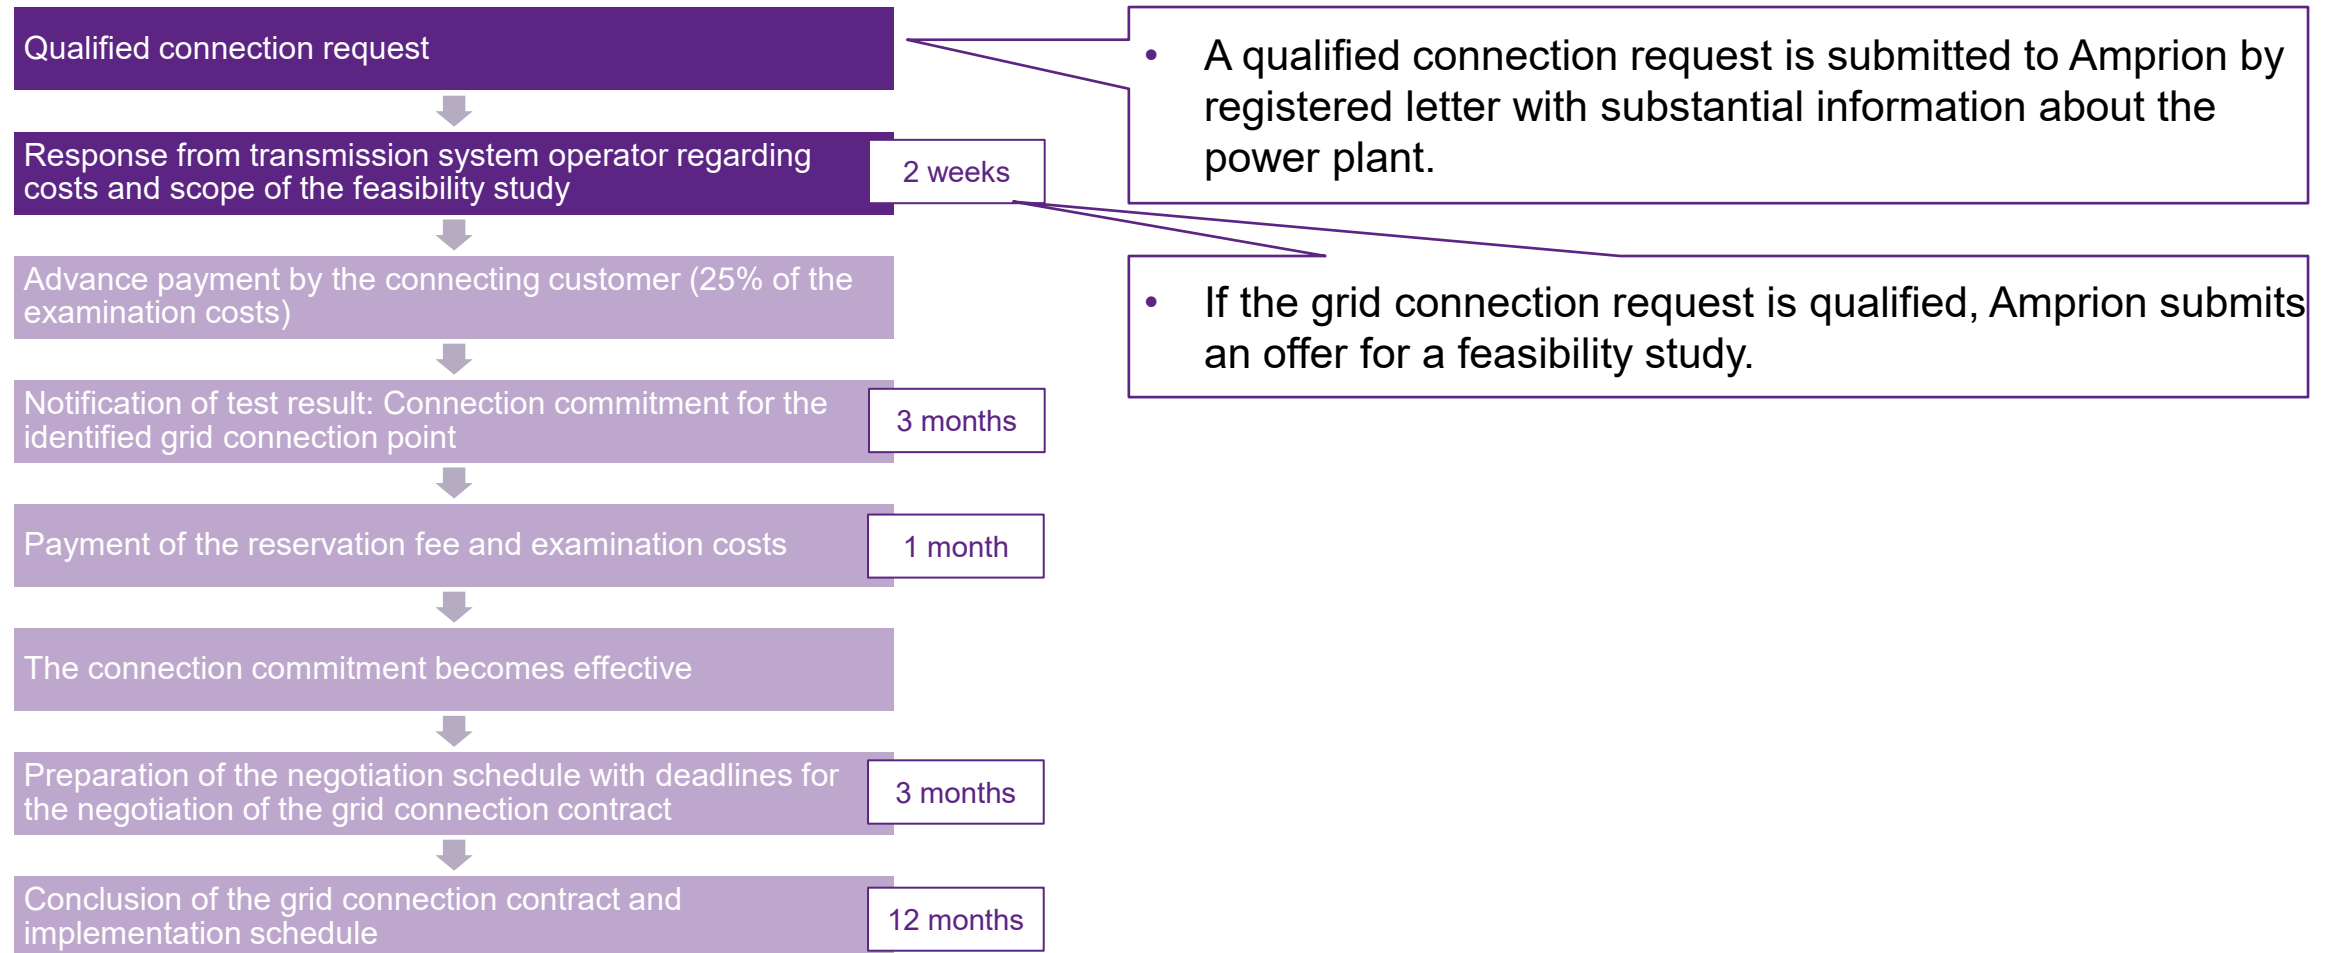 Qualified connection request
Response from transmission system operator regarding
costs and scope of the feasibility study
2 weeks
Advance payment by the connecting customer (25% of the
examination costs)
Notification of test result: Connection commitment for the
identified grid connection point
3 months
Payment of the reservation fee and examination costs
1 month
The connection commitment becomes effective
Preparation of the negotiation schedule with deadlines for
the negotiation of the grid connection contract
3 months
Conclusion of the grid connection contract and
implementation schedule
12 months
• A qualified connection request is submitted to Amprion by
registered letter with substantial information about the
power plant.
• If the grid connection request is qualified, Amprion submits
an offer for a feasibility study.